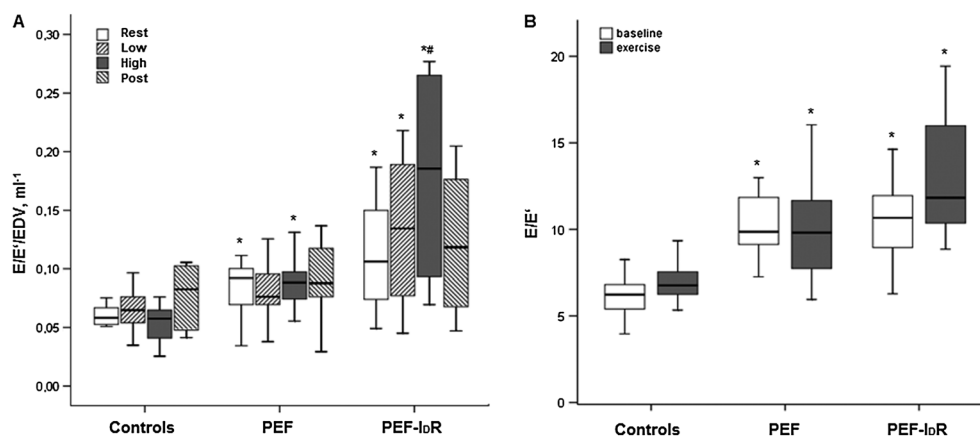 A
E/E'/EDV, ml-1
0,30
0,25
0,20
0,15
0,10
0,05
0,00
Rest
Low
High
Post
*
*
*
*
*#
Controls
PEF
PEF-IDR
B
E/E'
20
15
10
5
0
baseline
exercise
*
*
*
*
Controls
PEF
PEF-IDR